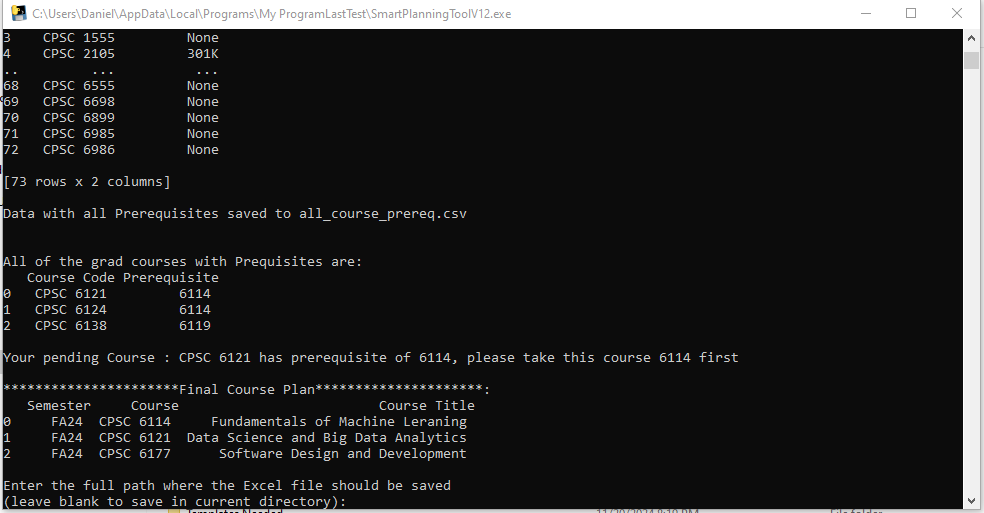 C:\Users\Daniel\AppData\Local\Programs\My ProgramLastTest\SmartPlanningToolV12.exe
3 CPSC 1555 None
4 CPSC 2105 301K
.. ... ...
68 CPSC 6555 None
69 CPSC 6698 None
70 CPSC 6899 None
71 CPSC 6985 None
72 CPSC 6986 None
[73 rows x 2 columns]
Data with all Prerequisites saved to all_course_prereq.csv
All of the grad courses with Prequisites are:
Course Code Prerequisite
0 CPSC 6121 6114
1 CPSC 6124 6114
2 CPSC 6138 6119
Your pending Course : CPSC 6121 has prerequisite of 6114, please take this course 6114 first
**********************Final Course Plan*********************:
Semester Course Course Title
0 FA24 CPSC 6114 Fundamentals of Machine Leraning
1 FA24 CPSC 6121 Data Science and Big Data Analytics
2 FA24 CPSC 6177 Software Design and Development
Enter the full path where the Excel file should be saved
(leave blank to save in current directory):